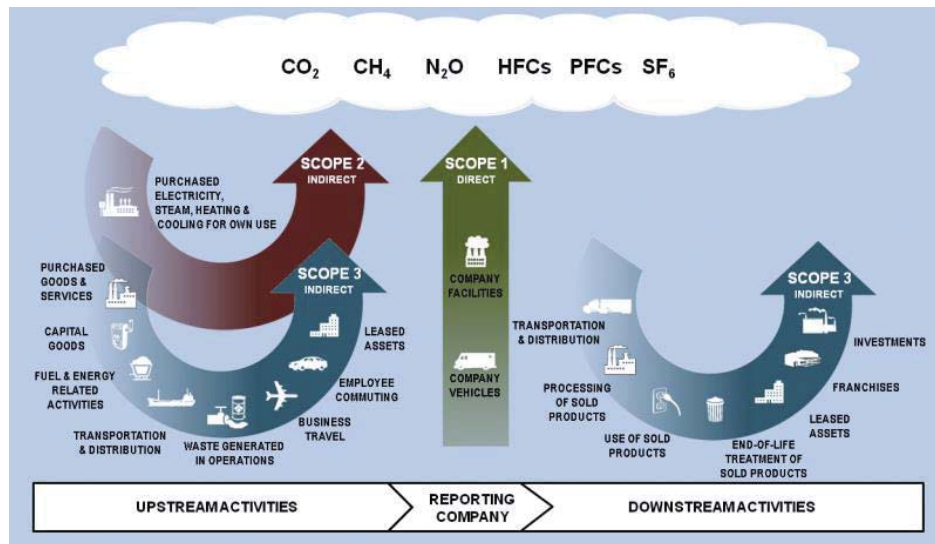 CO₂ CH₄ N₂O HFCs PFCs SF₆
SCOPE 2
INDIRECT
PURCHASED
ELECTRICITY,
STEAM, HEATING &
COOLING FOR OWN USE
SCOPE 1
DIRECT
COMPANY
FACILITIES
COMPANY
VEHICLES
SCOPE 3
INDIRECT
PURCHASED
GOODS &
SERVICES
CAPITAL
GOODS
FUEL & ENERGY
RELATED
ACTIVITIES
TRANSPORTATION
& DISTRIBUTION
WASTE GENERATED
IN OPERATIONS
BUSINESS
TRAVEL
EMPLOYEE
COMMUTING
LEASED
ASSETS
SCOPE 3
INDIRECT
TRANSPORTATION
& DISTRIBUTION
PROCESSING
OF SOLD
PRODUCTS
USE OF SOLD
PRODUCTS
END-OF-LIFE
TREATMENT OF
SOLD PRODUCTS
LEASED
ASSETS
FRANCHISES
INVESTMENTS
UPSTREAMACTIVITIES
REPORTING
COMPANY
DOWNSTREAMACTIVITIES